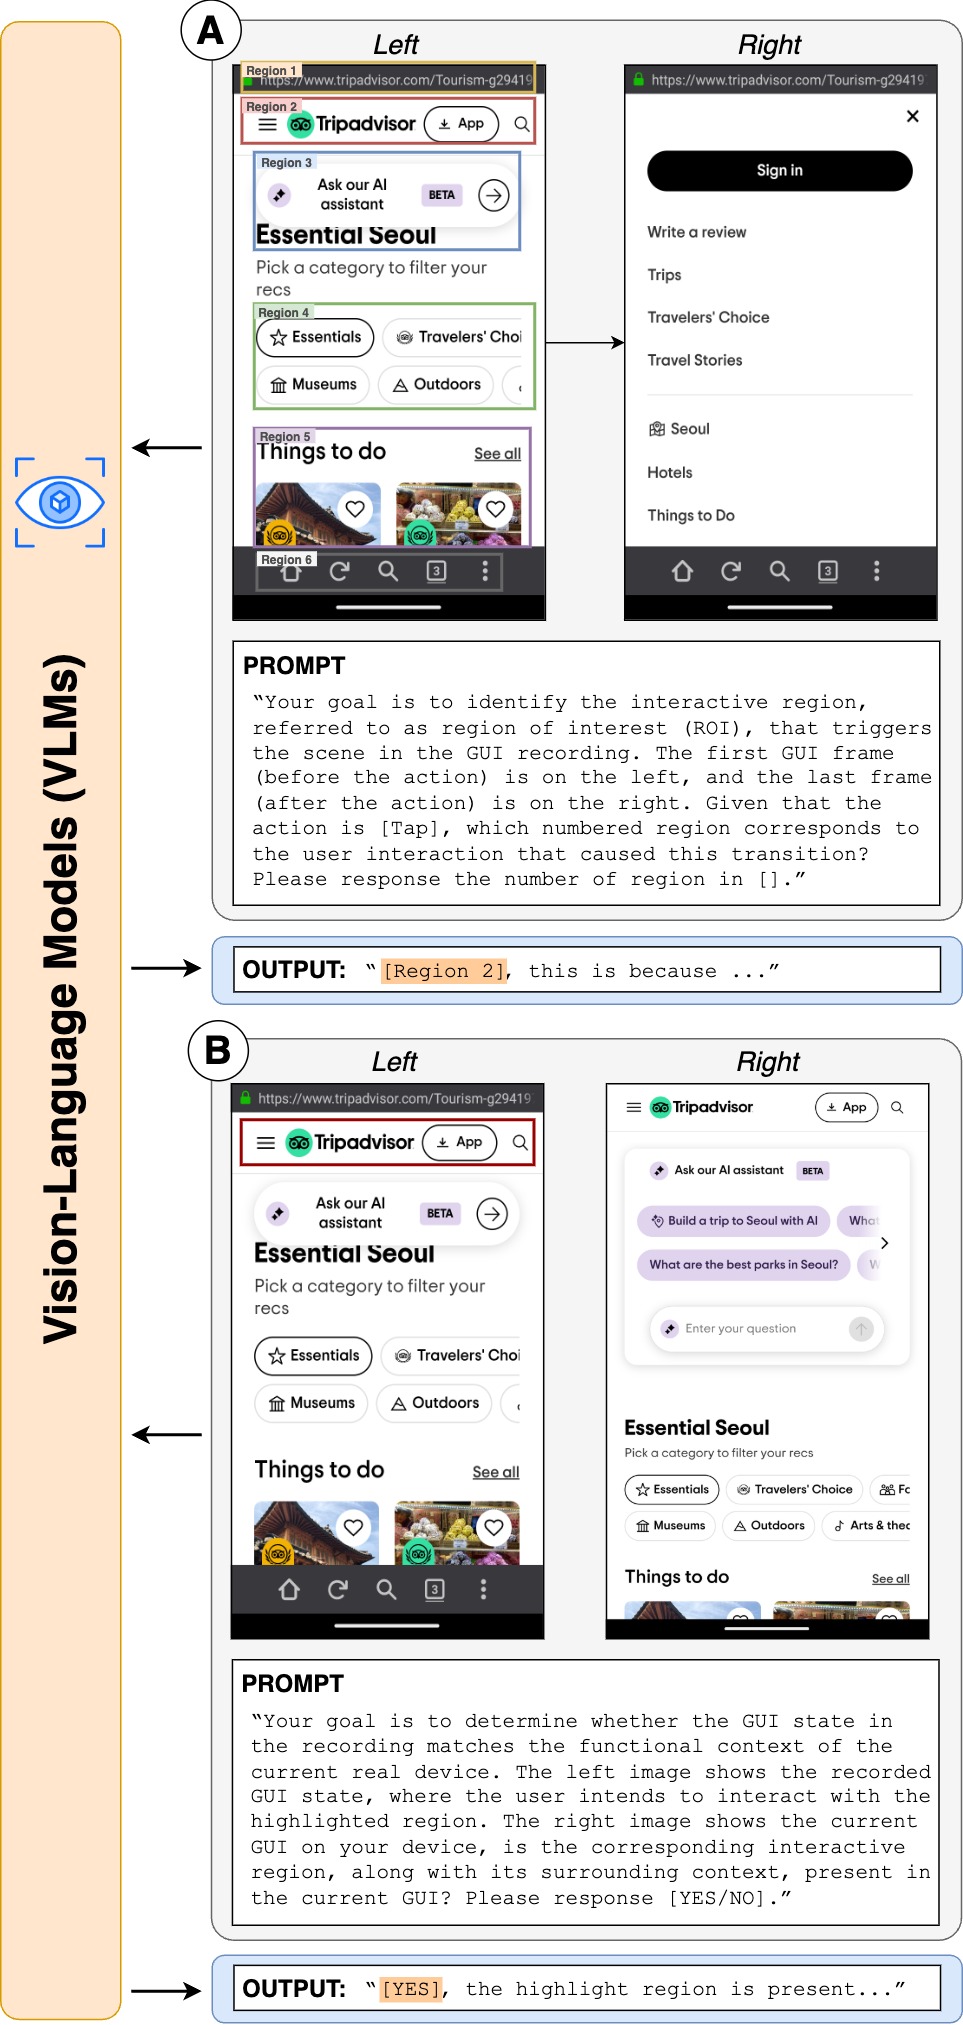 Vision-Language Models (VLMs)
A
Left
Right
Region 1
https://www.tripadvisor.com/Tourism-g29419
Region 2
Tripadvisor
App
Region 3
Ask our AI
assistant
BETA
Essential Seoul
Pick a category to filter your
recs
Region 4
Essentials
Travelers' Choi
Museums
Outdoors
Region 5
Things to do
See all
Region 6
3
https://www.tripadvisor.com/Tourism-g29419
Sign in
Write a review
Trips
Travelers' Choice
Travel Stories
Seoul
Hotels
Things to Do
3
PROMPT
“Your goal is to identify the interactive region,
referred to as region of interest (ROI), that triggers
the scene in the GUI recording. The first GUI frame
(before the action) is on the left, and the last frame
(after the action) is on the right. Given that the
action is [Tap], which numbered region corresponds to
the user interaction that caused this transition?
Please response the number of region in [].”
OUTPUT: “[Region 2], this is because ...”
B
Left
Right
https://www.tripadvisor.com/Tourism-g29419
Tripadvisor
App
Ask our AI
assistant
BETA
Essential Seoul
Pick a category to filter your
recs
Essentials
Travelers' Choi
Museums
Outdoors
Things to do
See all
3
Tripadvisor
App
Ask our AI assistant
BETA
Build a trip to Seoul with AI
What
What are the best parks in Seoul?
W
Enter your question
Essential Seoul
Pick a category to filter your recs
Essentials
Travelers' Choice
Fo
Museums
Outdoors
Arts & thea
Things to do
See all
PROMPT
“Your goal is to determine whether the GUI state in
the recording matches the functional context of the
current real device. The left image shows the recorded
GUI state, where the user intends to interact with the
highlighted region. The right image shows the current
GUI on your device, is the corresponding interactive
region, along with its surrounding context, present in
the current GUI? Please response [YES/NO].”
OUTPUT: “[YES], the highlight region is present...”